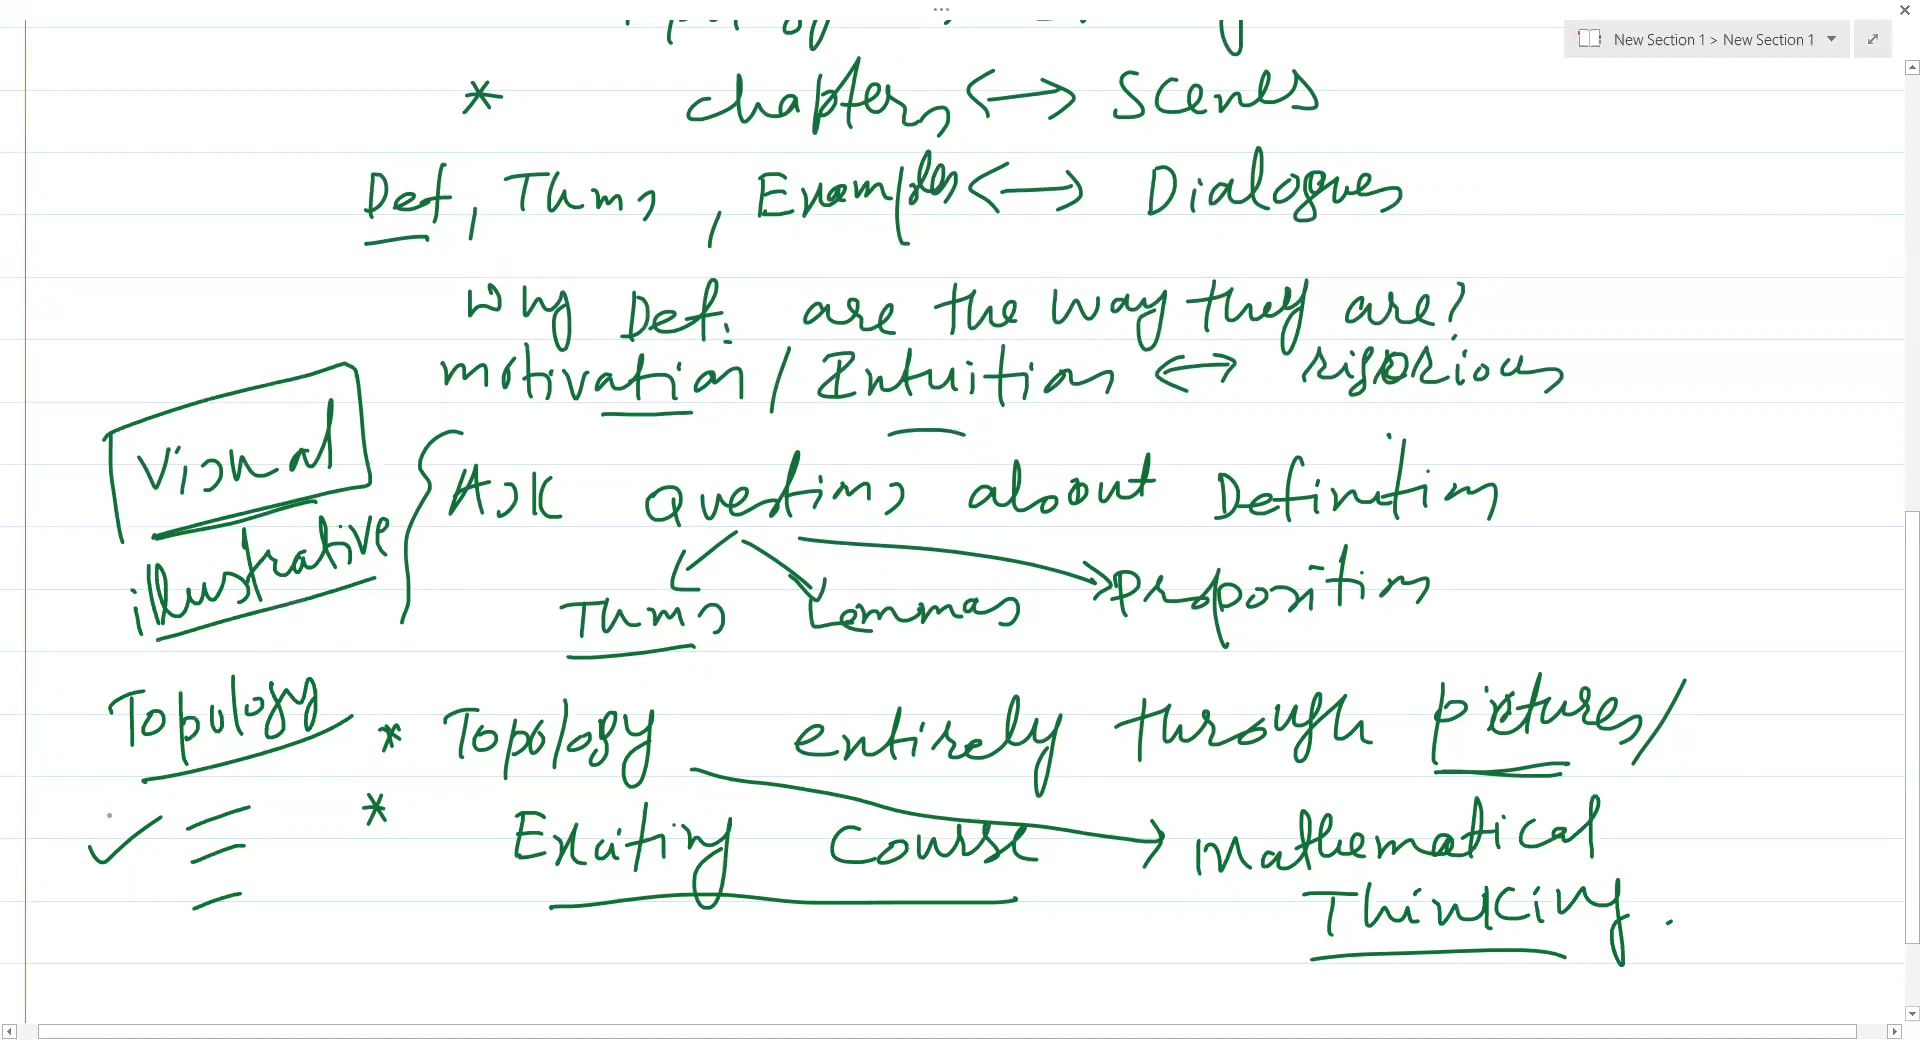 New Section 1 > New Section 1
* chapters <-> Scenes
Def, Thms, Examples <-> Dialogues
Why Def. are the way they are?
motivation / Intuition <-> rigorious
Visual
illustrative
Ask Questions about Definitions
Thms Lemmas Propositions
Topology
* Topology entirely through pictures/
* Exciting Course -> Mathematical
Thinking.